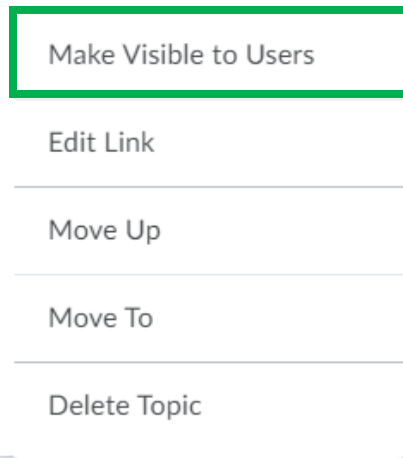 Make Visible to Users
Edit Link
Move Up
Move To
Delete Topic